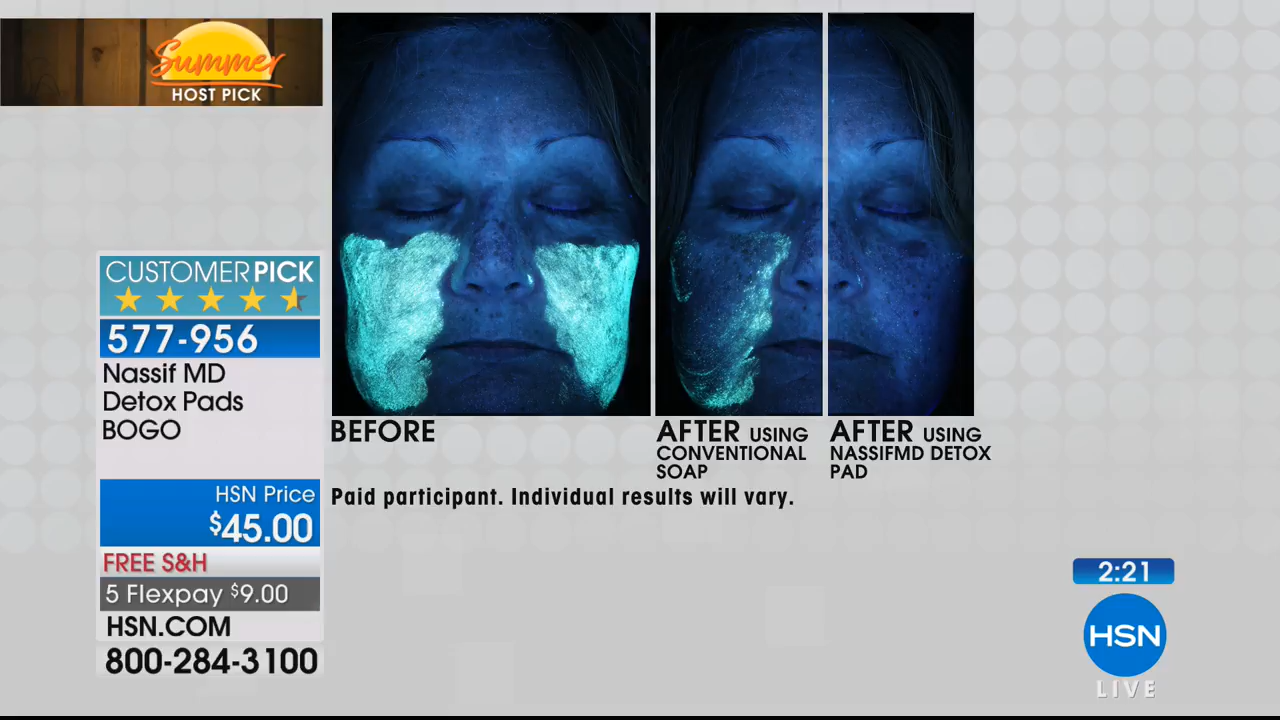 Summer
HOST PICK
CUSTOMERPICK
577-956
Nassif MD
Detox Pads
BOGO
HSN Price
$45.00
FREE S&H
5 Flexpay $9.00
HSN.COM
800-284-3100
BEFORE
AFTER USING
CONVENTIONAL
SOAP
AFTER USING
NASSIFMD DETOX
PAD
Paid participant. Individual results will vary.
2:21
HSN
LIVE